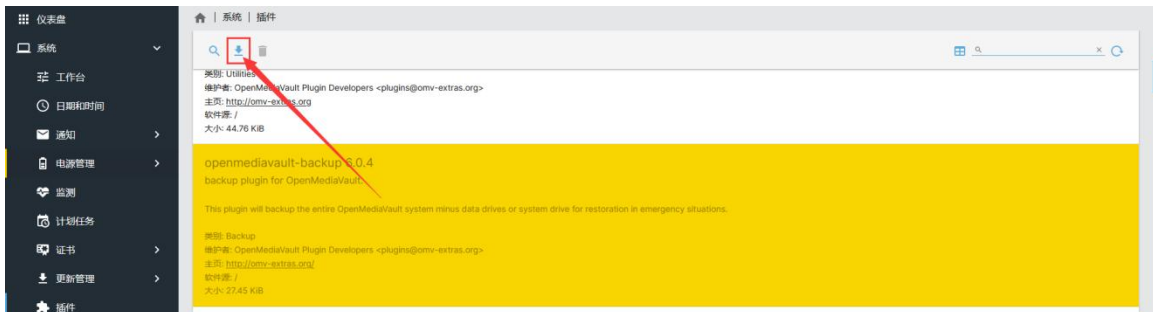 仪表盘
系统
工作台
日期和时间
通知
电源管理
监测
计划任务
证书
更新管理
插件
| 系统 | 插件
类别: Utilities
维护者: OpenMediaVault Plugin Developers <plugins@omv-extras.org>
主页: http://omv-extras.org
软件源: /
大小: 44.76 KiB
openmediavault-backup 6.0.4
backup plugin for OpenMediaVault.
This plugin will backup the entire OpenMediaVault system minus data drives or system drive for restoration in emergency situations.
类别: Backup
维护者: OpenMediaVault Plugin Developers <plugins@omv-extras.org>
主页: http://omv-extras.org/
软件源: /
大小: 27.45 KiB